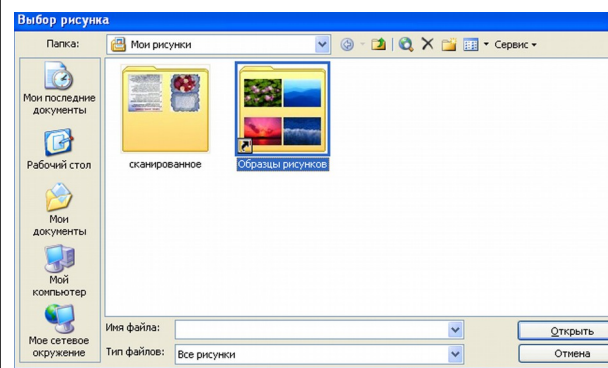 Выбор рисунка
Папка:
Мои рисунки
Сервис
Мои последние
документы
Рабочий стол
Мои
документы
Мой
компьютер
Мое сетевое
окружение
сканированное
Образцы рисунков
Имя файла:
Открыть
Тип файлов:
Все рисунки
Отмена